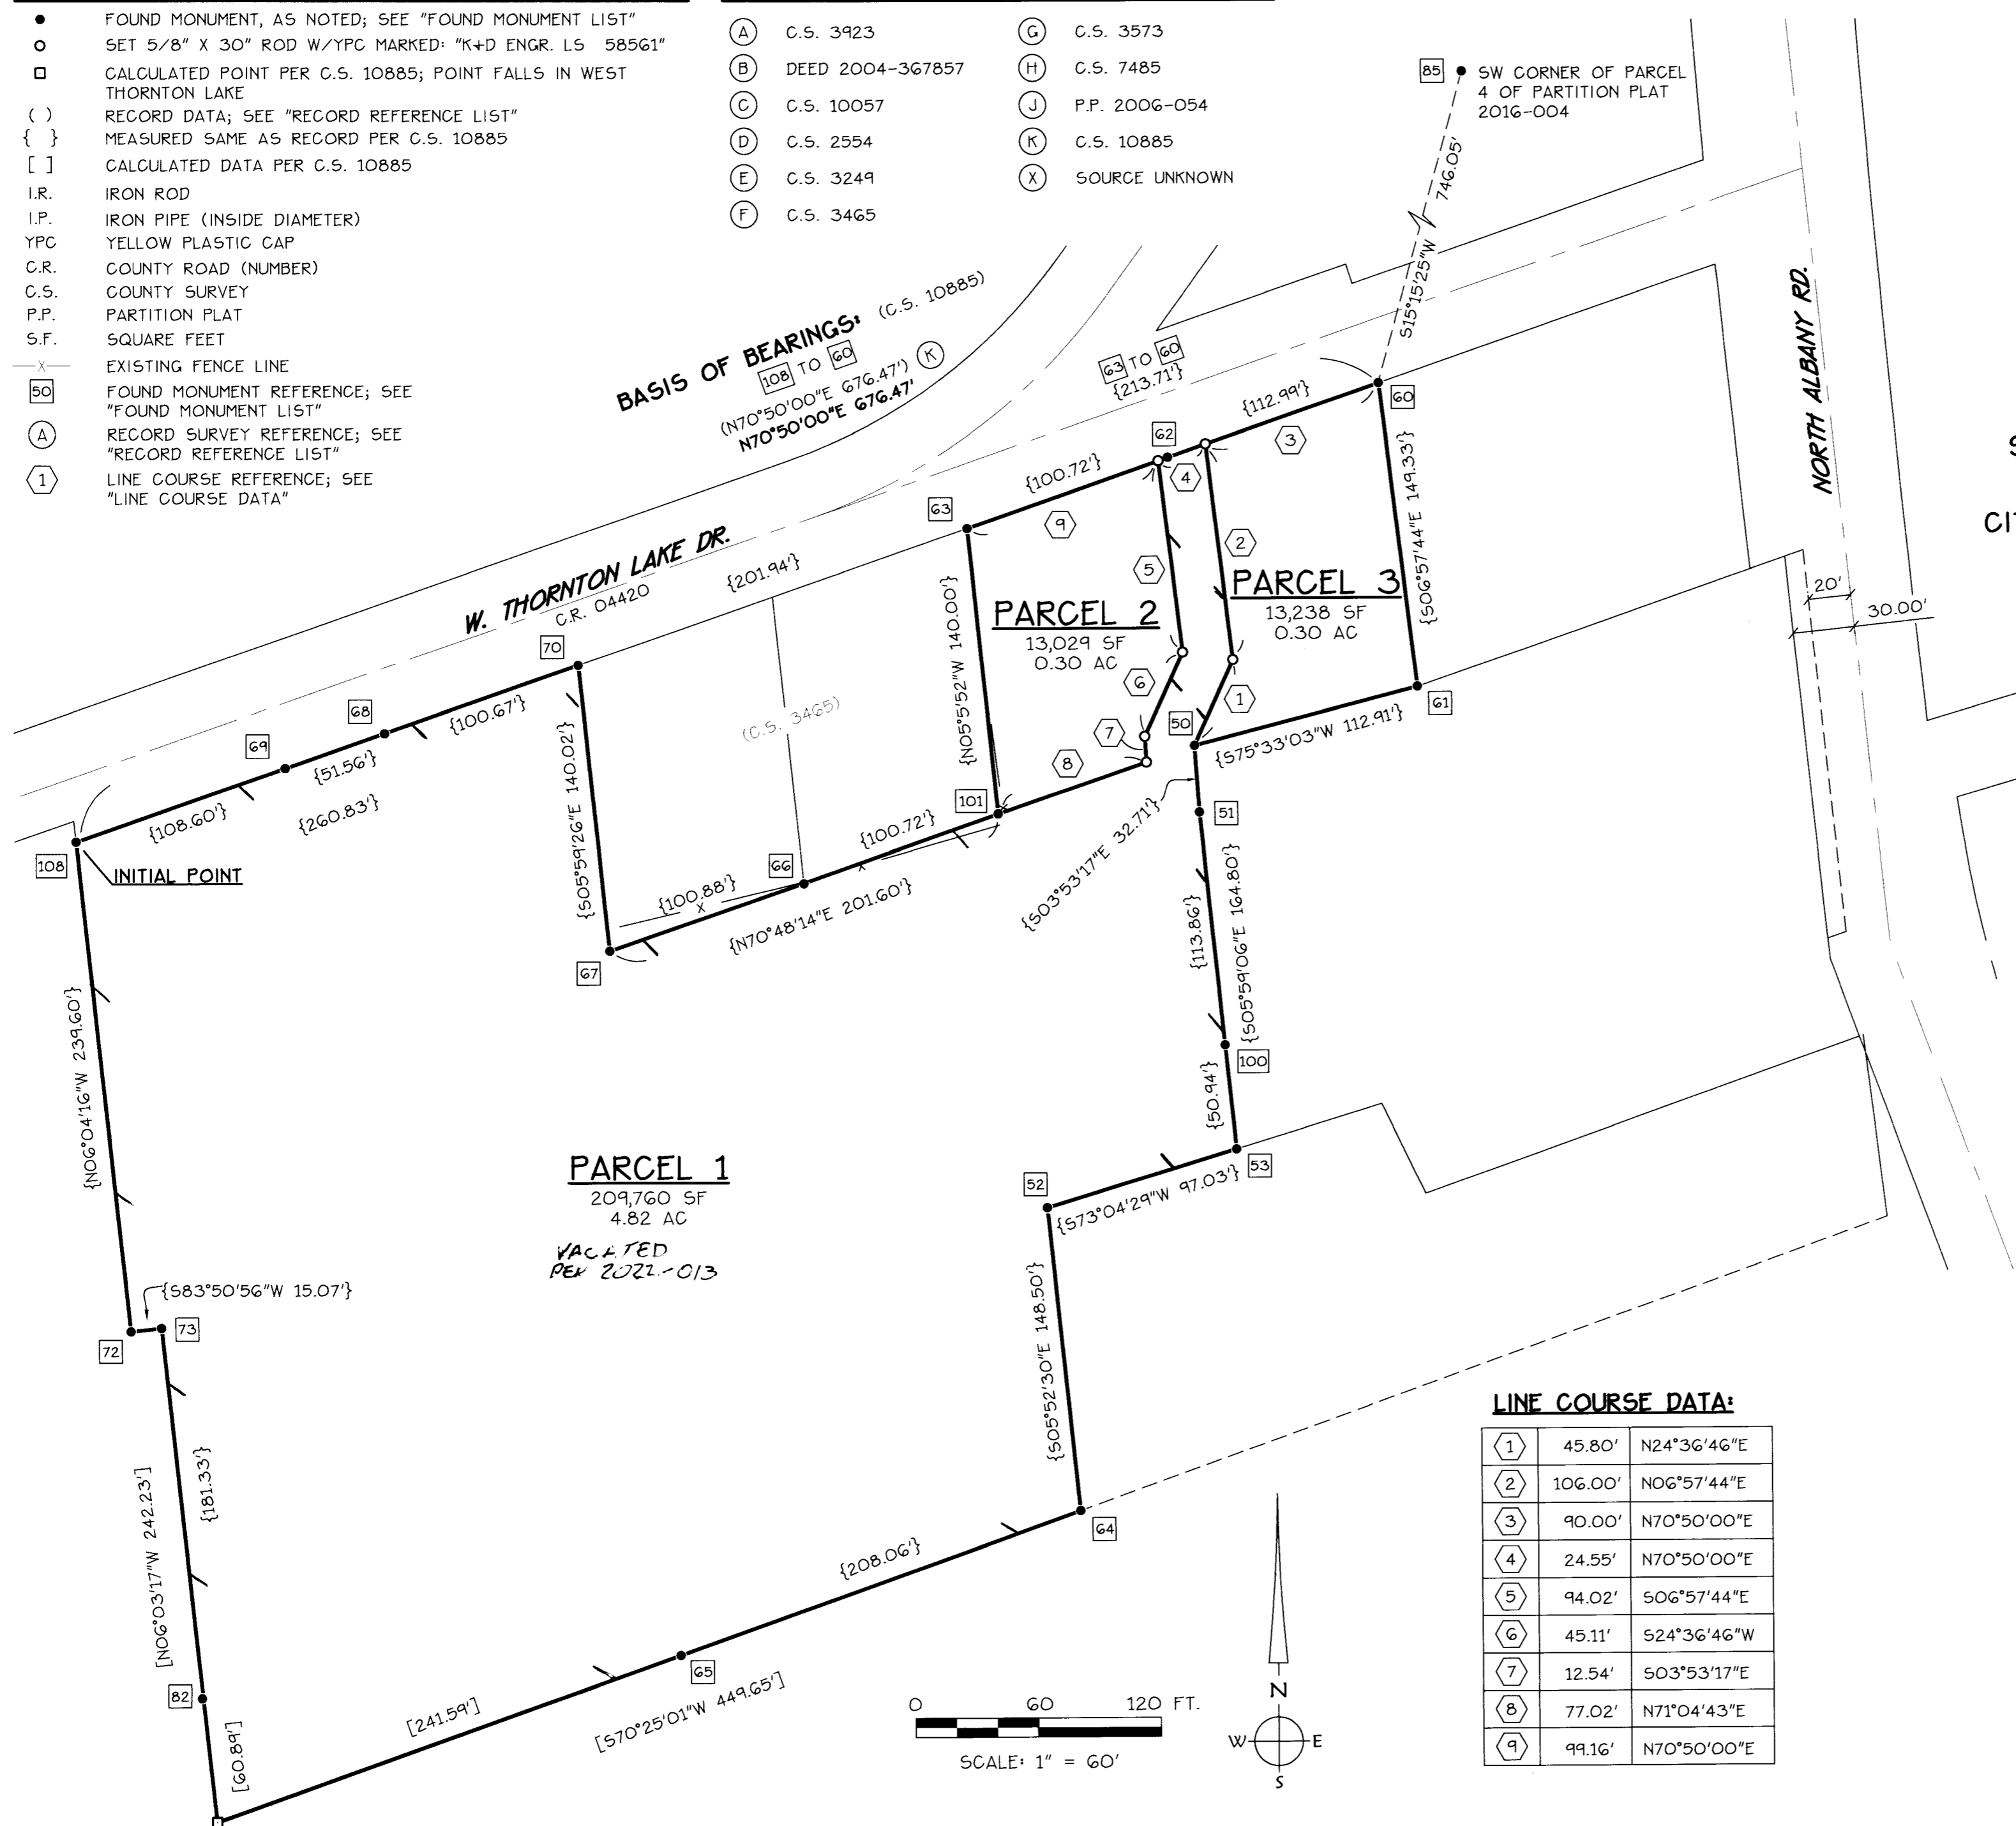 FOUND MONUMENT, AS NOTED; SEE "FOUND MONUMENT LIST"
SET 5/8" X 30" ROD W/YPC MARKED: "K+D ENGR. LS 58561"
CALCULATED POINT PER C.S. 10885; POINT FALLS IN WEST
THORNTON LAKE
( ) RECORD DATA; SEE "RECORD REFERENCE LIST"
{ } MEASURED SAME AS RECORD PER C.S. 10885
[ ] CALCULATED DATA PER C.S. 10885
I.R. IRON ROD
I.P. IRON PIPE (INSIDE DIAMETER)
YPC YELLOW PLASTIC CAP
C.R. COUNTY ROAD (NUMBER)
C.S. COUNTY SURVEY
P.P. PARTITION PLAT
S.F. SQUARE FEET
X EXISTING FENCE LINE
50 FOUND MONUMENT REFERENCE; SEE
"FOUND MONUMENT LIST"
A RECORD SURVEY REFERENCE; SEE
"RECORD REFERENCE LIST"
1 LINE COURSE REFERENCE; SEE
"LINE COURSE DATA"
A C.S. 3923
B DEED 2004-367857
C C.S. 10057
D C.S. 2554
E C.S. 3249
F C.S. 3465
G C.S. 3573
H C.S. 7485
J P.P. 2006-054
K C.S. 10885
X SOURCE UNKNOWN
85 SW CORNER OF PARCEL
4 OF PARTITION PLAT
2016-004
S15°15'25"W 746.05'
NORTH ALBANY RD.
20'
30.00'
S
CIT
BASIS OF BEARINGS: (C.S. 10885)
108 TO 60
(N70°50'00"E 676.47') K
N70°50'00"E 676.47'
63 TO 60
{213.71'}
{112.99'}
60
3
62
4
{100.72'}
9
63
W. THORNTON LAKE DR.
C.R. 04420
{201.94'}
70
{100.67'}
68
{51.56'}
69
{108.60'}
{260.83'}
108
INITIAL POINT
{S05°59'26"E 140.02'}
(C.S. 3465)
{N05°5'52"W 140.00'}
PARCEL 2
13,029 SF
0.30 AC
5
6
7
8
2
PARCEL 3
13,238 SF
0.30 AC
1
{S06°57'44"E 149.33'}
61
50
{S75°33'03"W 112.91'}
101
{100.72'}
66
{100.88'}
X
X
{N70°48'14"E 201.60'}
67
{S03°53'17"E 32.71'}
51
{113.86'}
{S05°59'06"E 164.80'}
100
{50.94'}
53
{S73°04'29"W 97.03'}
52
{S05°52'30"E 148.50'}
64
{N06°04'16"W 239.60'}
PARCEL 1
209,760 SF
4.82 AC
VACATED
PER 2022-013
{S83°50'56"W 15.07'}
73
72
{181.33'}
[N06°03'17"W 242.23']
82
[60.89']
[241.59']
65
{208.06'}
[S70°25'01"W 449.65']
0 60 120 FT.
SCALE: 1" = 60'
N
W E
S
LINE COURSE DATA:
1 45.80' N24°36'46"E
2 106.00' N06°57'44"E
3 90.00' N70°50'00"E
4 24.55' N70°50'00"E
5 94.02' S06°57'44"E
6 45.11' S24°36'46"W
7 12.54' S03°53'17"E
8 77.02' N71°04'43"E
9 99.16' N70°50'00"E